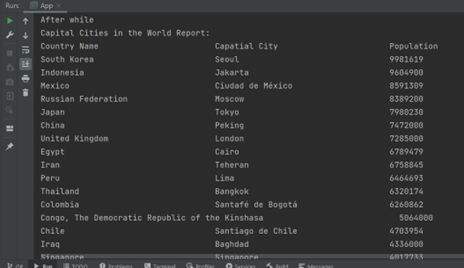 Run: App
After while
Capital Cities in the World Report:
Country Name Capatial City Population
South Korea Seoul 9981619
Indonesia Jakarta 9604900
Mexico Ciudad de México 8591309
Russian Federation Moscow 8389200
Japan Tokyo 7980230
China Peking 7472000
United Kingdom London 7285000
Egypt Cairo 6789479
Iran Teheran 6758845
Peru Lima 6464693
Thailand Bangkok 6320174
Colombia Santafé de Bogotá 6260862
Congo, The Democratic Republic of the Kinshasa 5064000
Chile Santiago de Chile 4703954
Iraq Baghdad 4336000
Singapore Singapore 4017733
Git Run TODO Problems Terminal Profiler Services Build Messages